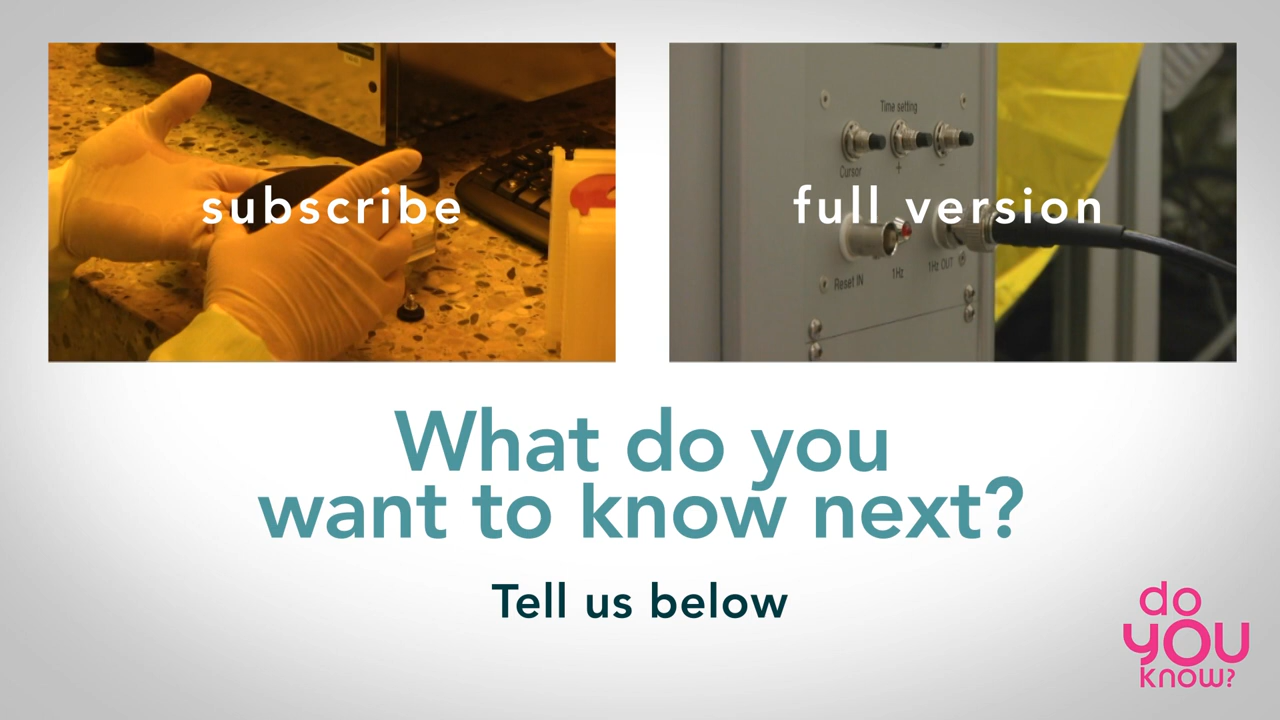 subscribe
full version
Time setting
Cursor
+
-
Reset IN
1Hz
1Hz OUT
What do you
want to know next?
Tell us below
do
you
know?